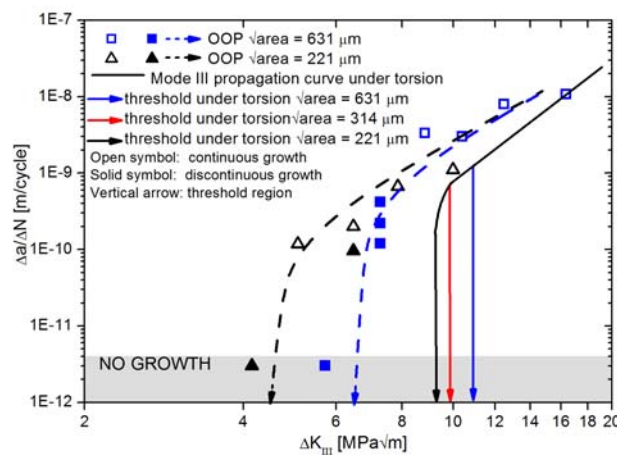 1E-7
1E-8
1E-9
1E-10
1E-11
1E-12
Δa/ΔN [m/cycle]
OOP √area = 631 μm
OOP √area = 221 μm
Mode III propagation curve under torsion
threshold under torsion √area = 631 μm
threshold under torsion√area = 314 μm
threshold under torsion √area = 221 μm
Open symbol: continuous growth
Solid symbol: discontinuous growth
Vertical arrow: threshold region
NO GROWTH
2 4 6 8 10 12 14 16 18 20
ΔK_III [MPa√m]